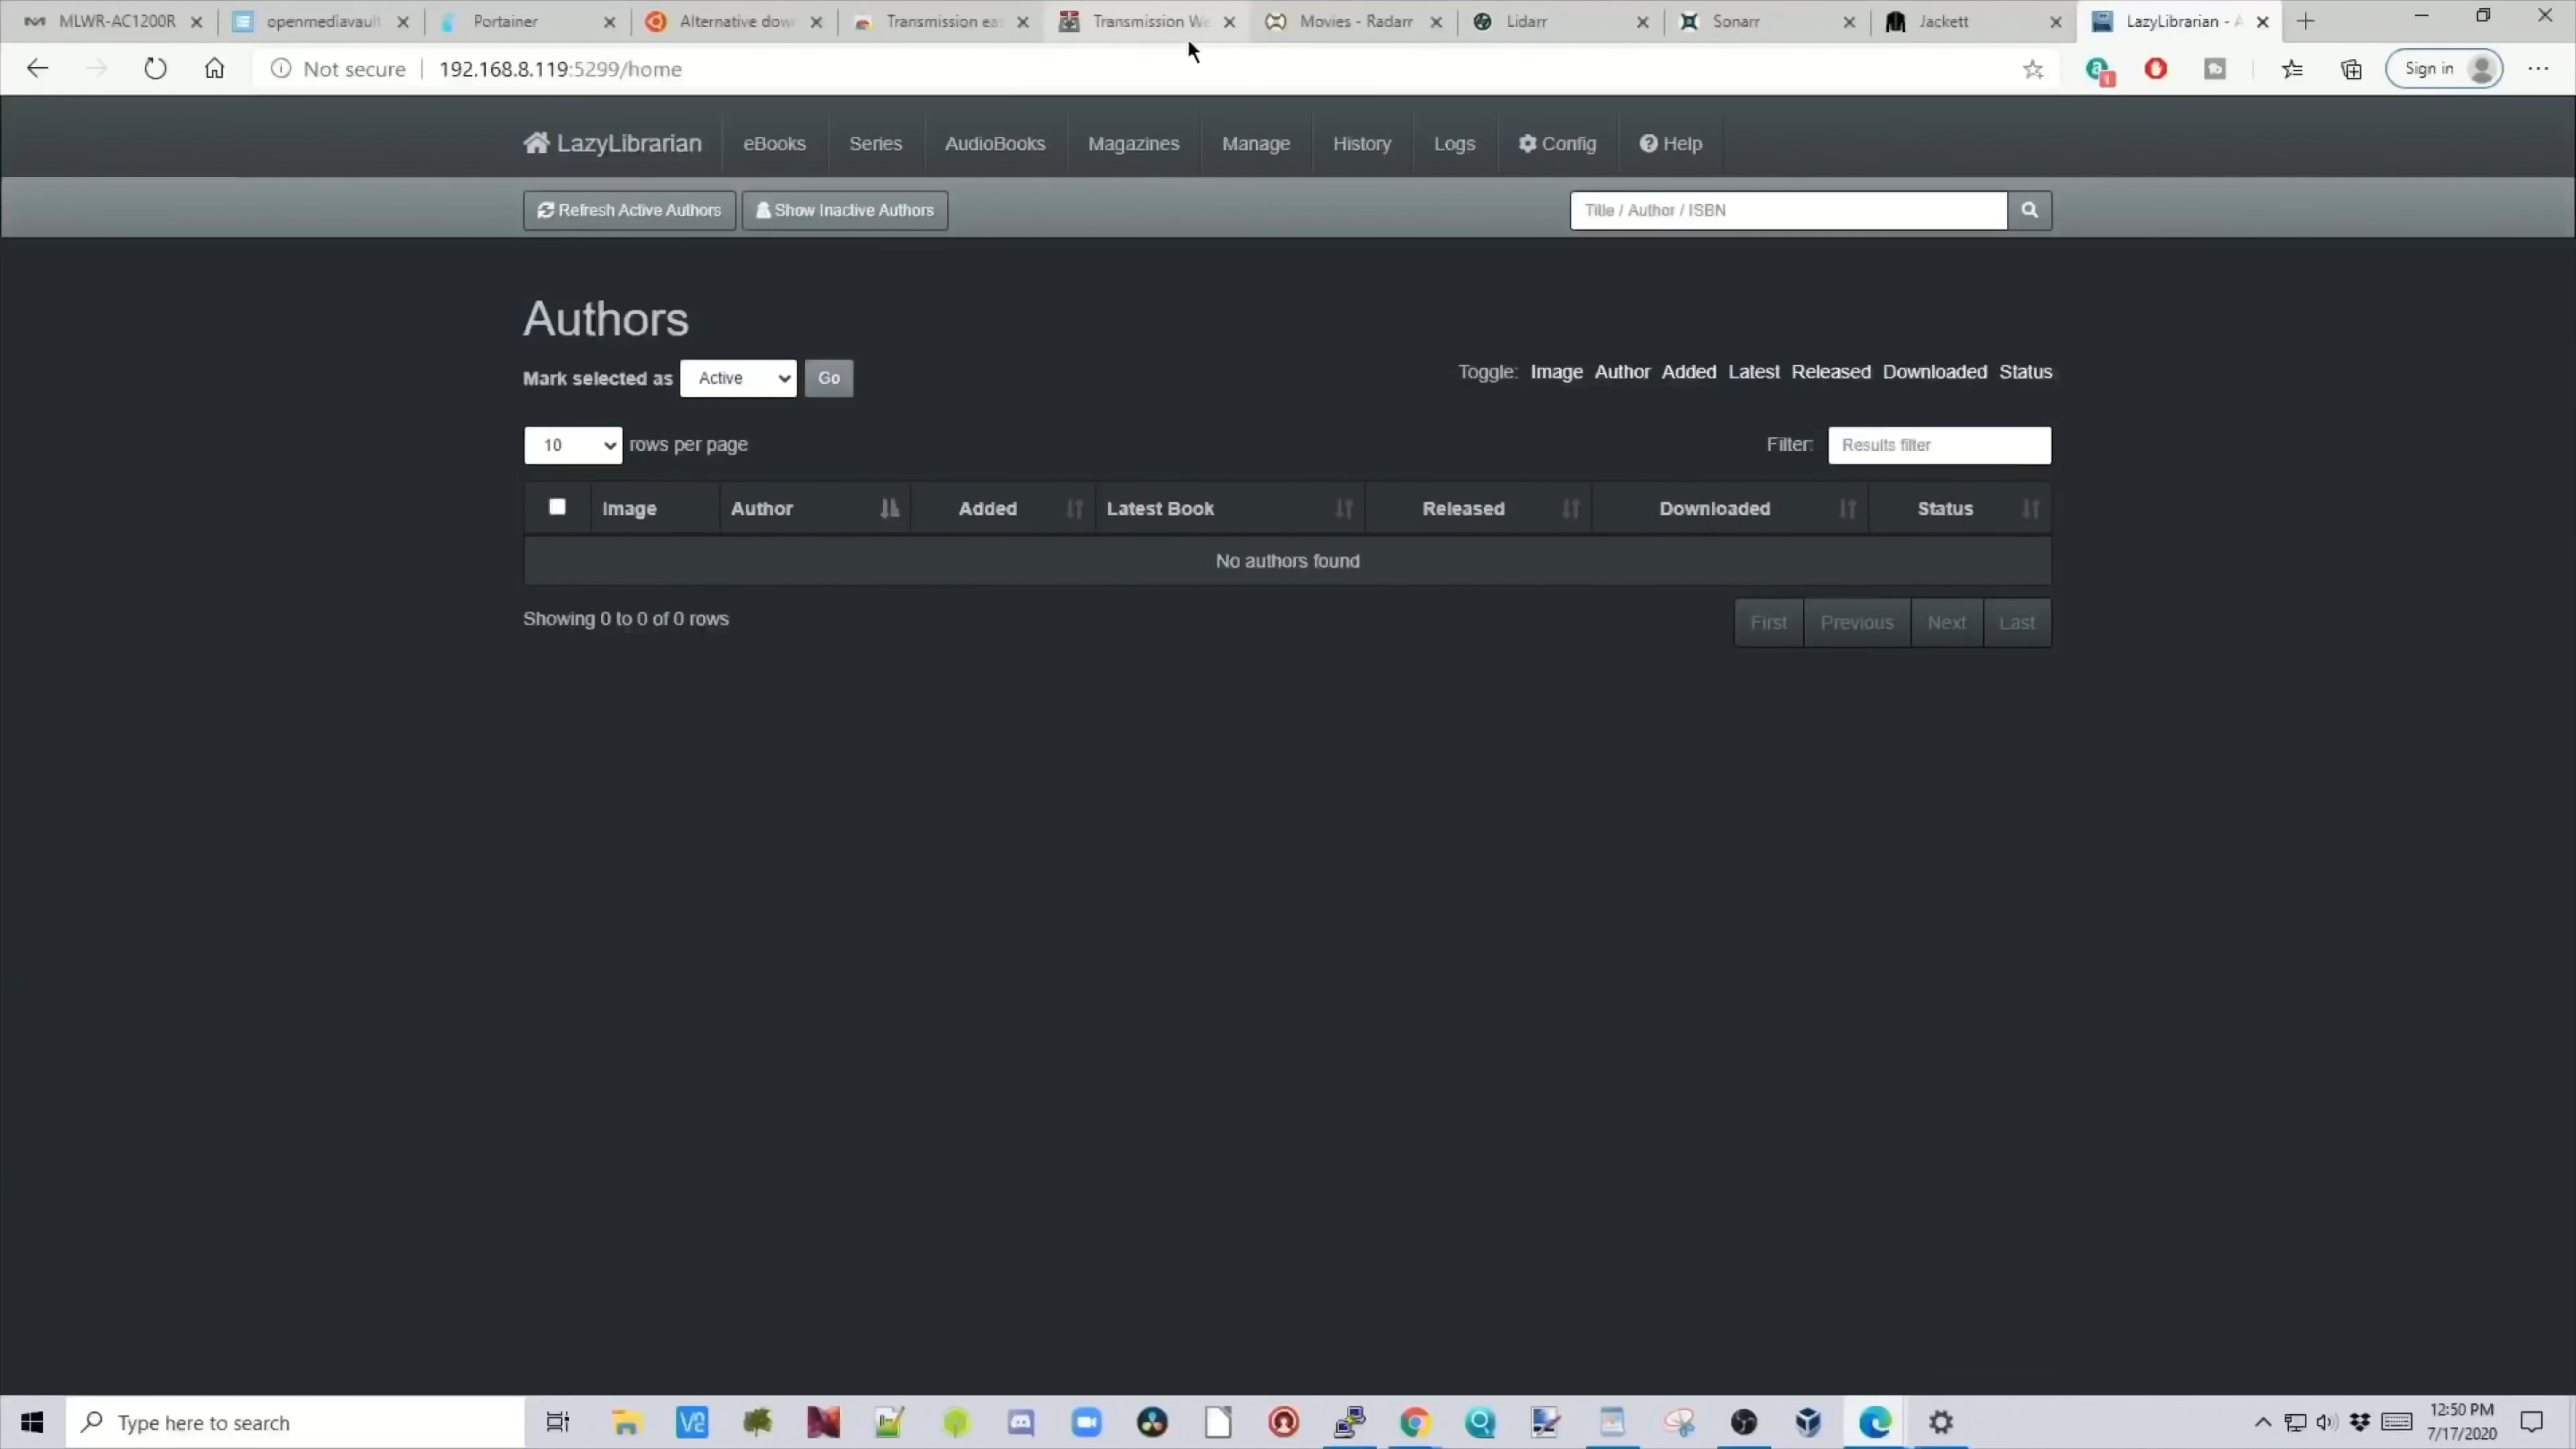 MLWR-AC1200R openmediavault Portainer Alternative dow Transmission ea Transmission We Movies - Radarr Lidarr Sonarr Jackett LazyLibrarian - A
Not secure 192.168.8.119:5299/home 1 Sign in
LazyLibrarian eBooks Series AudioBooks Magazines Manage History Logs Config Help
Refresh Active Authors Show Inactive Authors Title / Author / ISBN
Authors
Mark selected as Active Go Toggle: Image Author Added Latest Released Downloaded Status
10 rows per page Filter: Results filter
Image Author Added Latest Book Released Downloaded Status
No authors found
Showing 0 to 0 of 0 rows First Previous Next Last
Type here to search 12:50 PM
7/17/2020